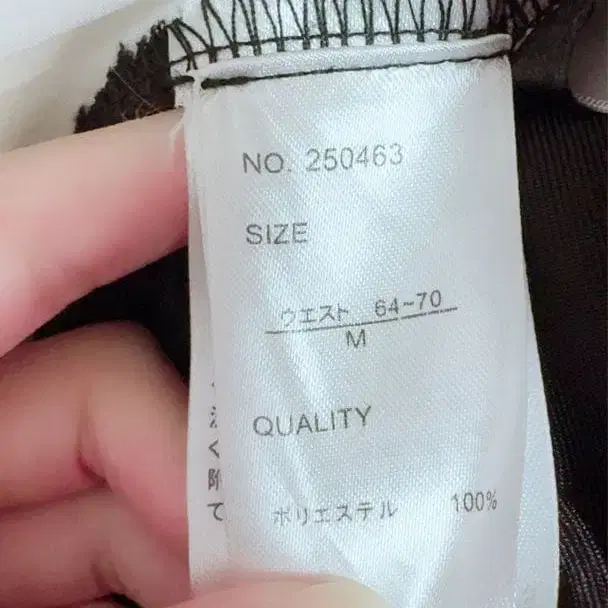 NO. 250463
SIZE
ウエスト 64~70
M
QUALITY
ポリエステル 100%